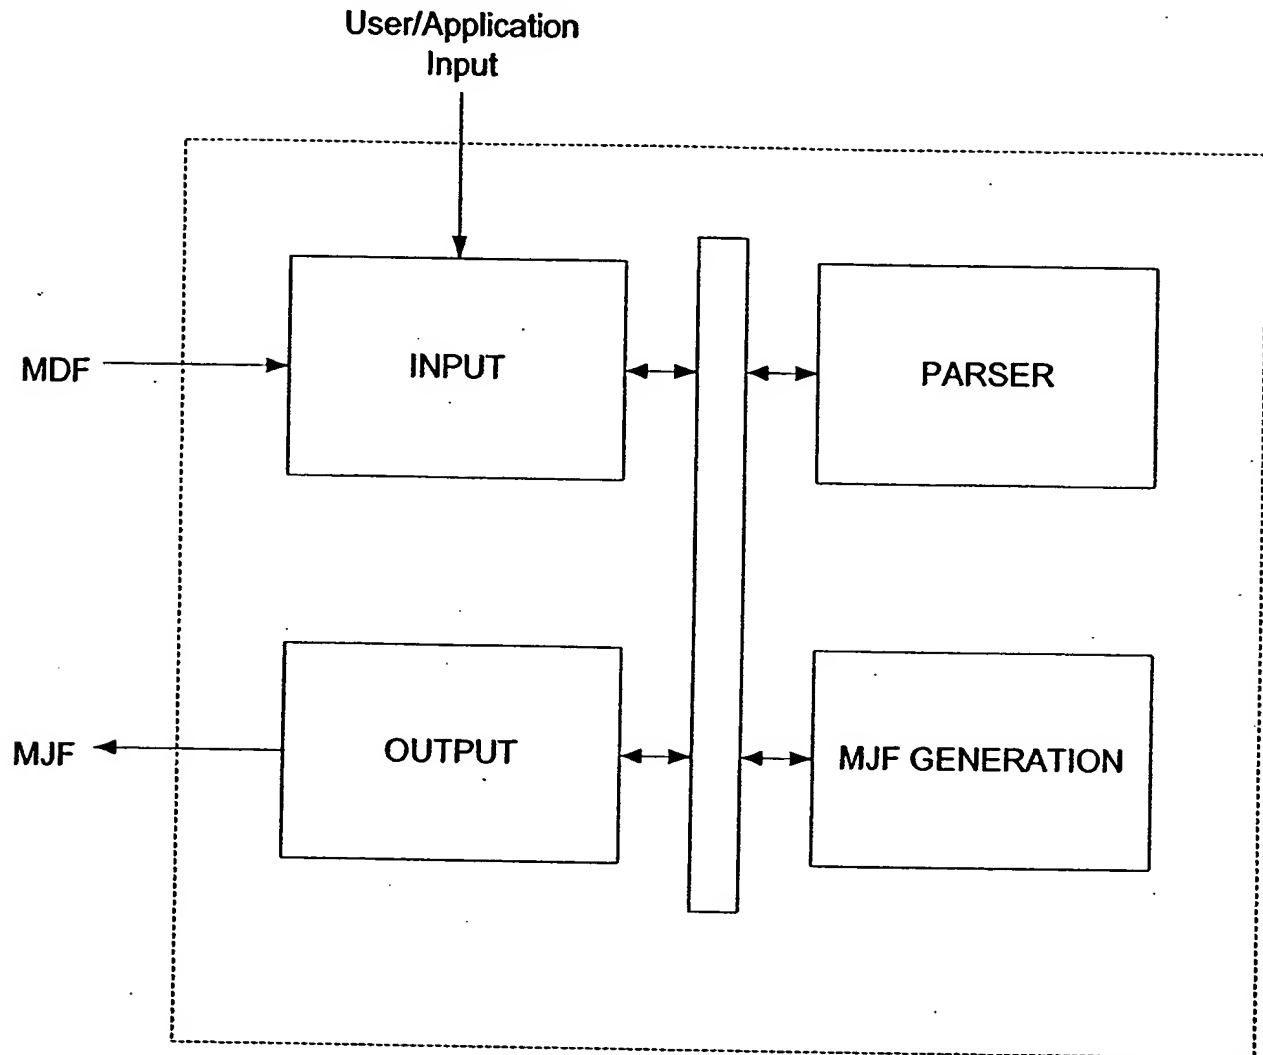 User/Application
Input
MDF
INPUT
PARSER
MJF
OUTPUT
MJF GENERATION